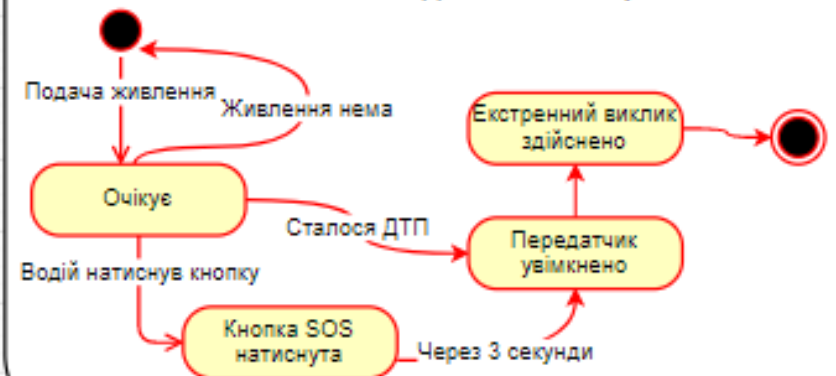 Подача живлення
Живлення нема
Екстренний виклик
здійснено
Очікує
Сталося ДТП
Передатчик
увімкнено
Водій натиснув кнопку
Кнопка SOS
натиснута
Через 3 секунди